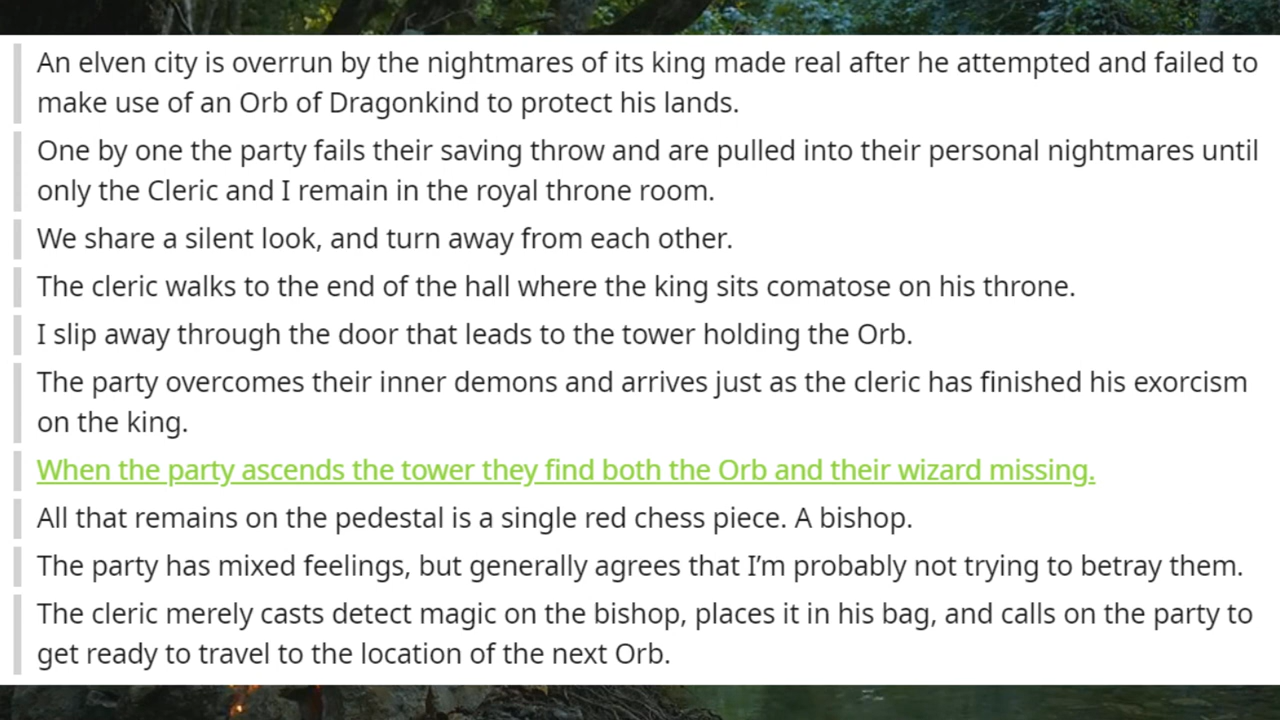 An elven city is overrun by the nightmares of its king made real after he attempted and failed to
make use of an Orb of Dragonkind to protect his lands.
One by one the party fails their saving throw and are pulled into their personal nightmares until
only the Cleric and I remain in the royal throne room.
We share a silent look, and turn away from each other.
The cleric walks to the end of the hall where the king sits comatose on his throne.
I slip away through the door that leads to the tower holding the Orb.
The party overcomes their inner demons and arrives just as the cleric has finished his exorcism
on the king.
When the party ascends the tower they find both the Orb and their wizard missing.
All that remains on the pedestal is a single red chess piece. A bishop.
The party has mixed feelings, but generally agrees that I’m probably not trying to betray them.
The cleric merely casts detect magic on the bishop, places it in his bag, and calls on the party to
get ready to travel to the location of the next Orb.